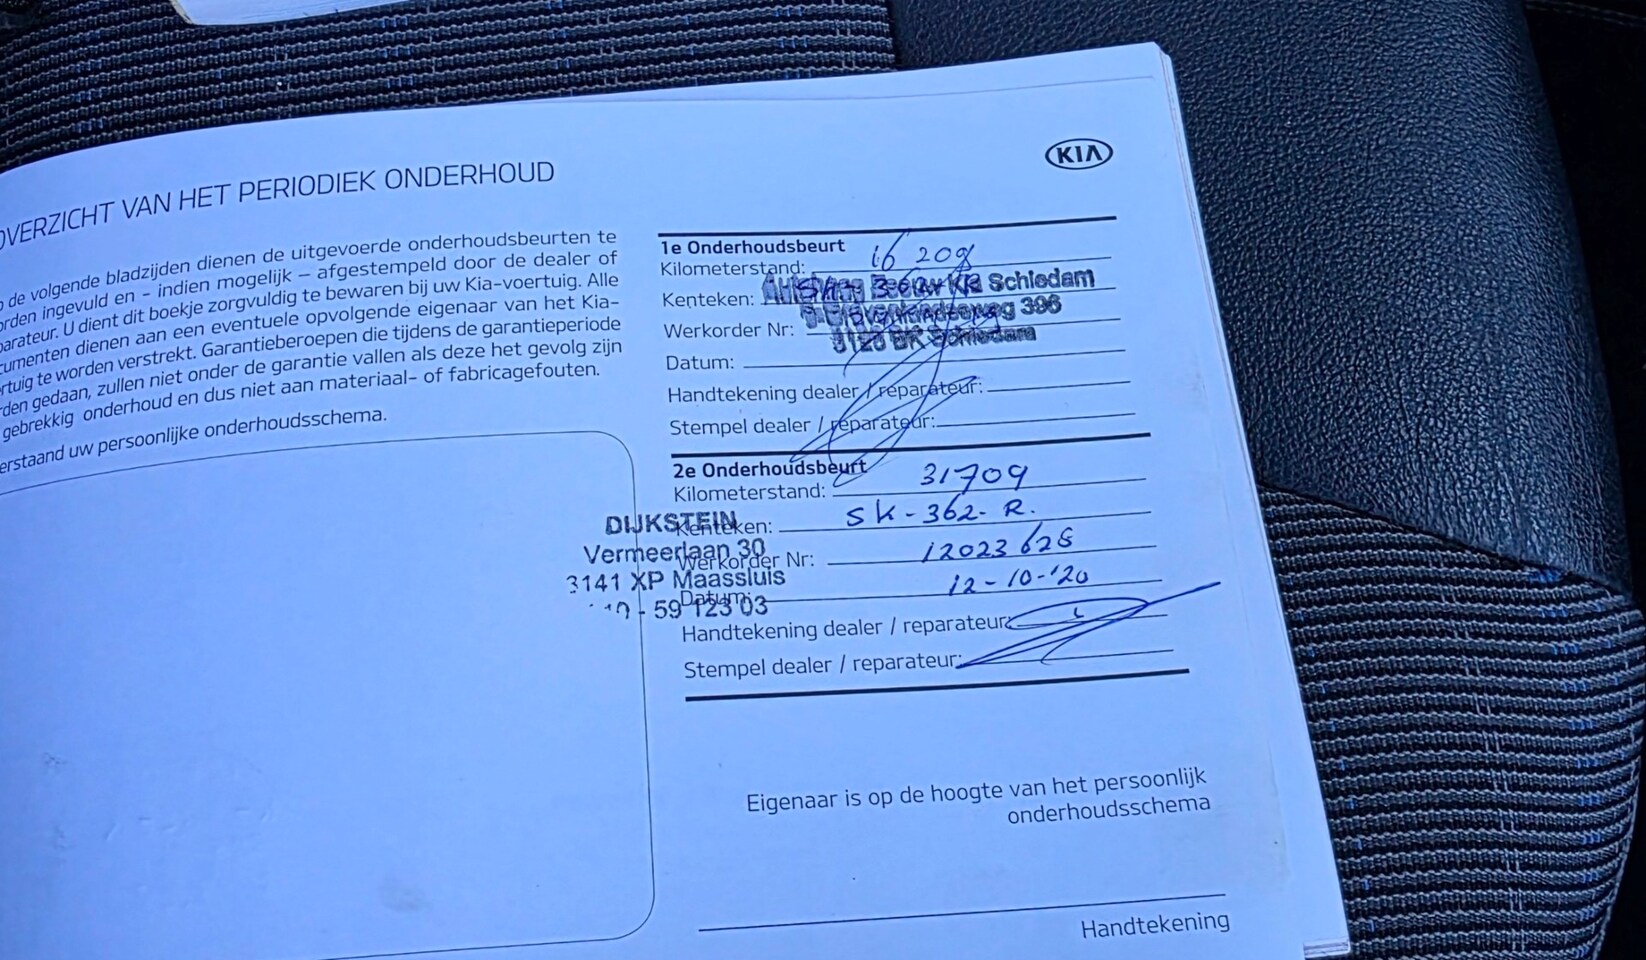 OVERZICHT VAN HET PERIODIEK ONDERHOUD
de volgende bladzijden dienen de uitgevoerde onderhoudsbeurten te
rden ingevuld en – indien mogelijk – afgestempeld door de dealer of
parateur. U dient dit boekje zorgvuldig te bewaren bij uw Kia-voertuig. Alle
cumenten dienen aan een eventuele opvolgende eigenaar van het Kia-
rtuig te worden verstrekt. Garantieberoepen die tijdens de garantieperiode
den gedaan, zullen niet onder de garantie vallen als deze het gevolg zijn
gebrekkig onderhoud en dus niet aan materiaal- of fabricagefouten.
erstaand uw persoonlijke onderhoudsschema.
KIA
1e Onderhoudsbeurt
Kilometerstand: 16 209
Kenteken: Kia Schiedam
Werkorder Nr: 396
3125 BK Schiedam
Datum:
Handtekening dealer / reparateur:
Stempel dealer / reparateur:
2e Onderhoudsbeurt
Kilometerstand: 31709
Kenteken: SK-362-R.
Werkorder Nr: 12023628
Datum: 12-10-'20
Handtekening dealer / reparateur:
Stempel dealer / reparateur:
DIJKSTEIN
Vermeerlaan 30
3141 XP Maassluis
59 123 03
Eigenaar is op de hoogte van het persoonlijk
onderhoudsschema
Handtekening